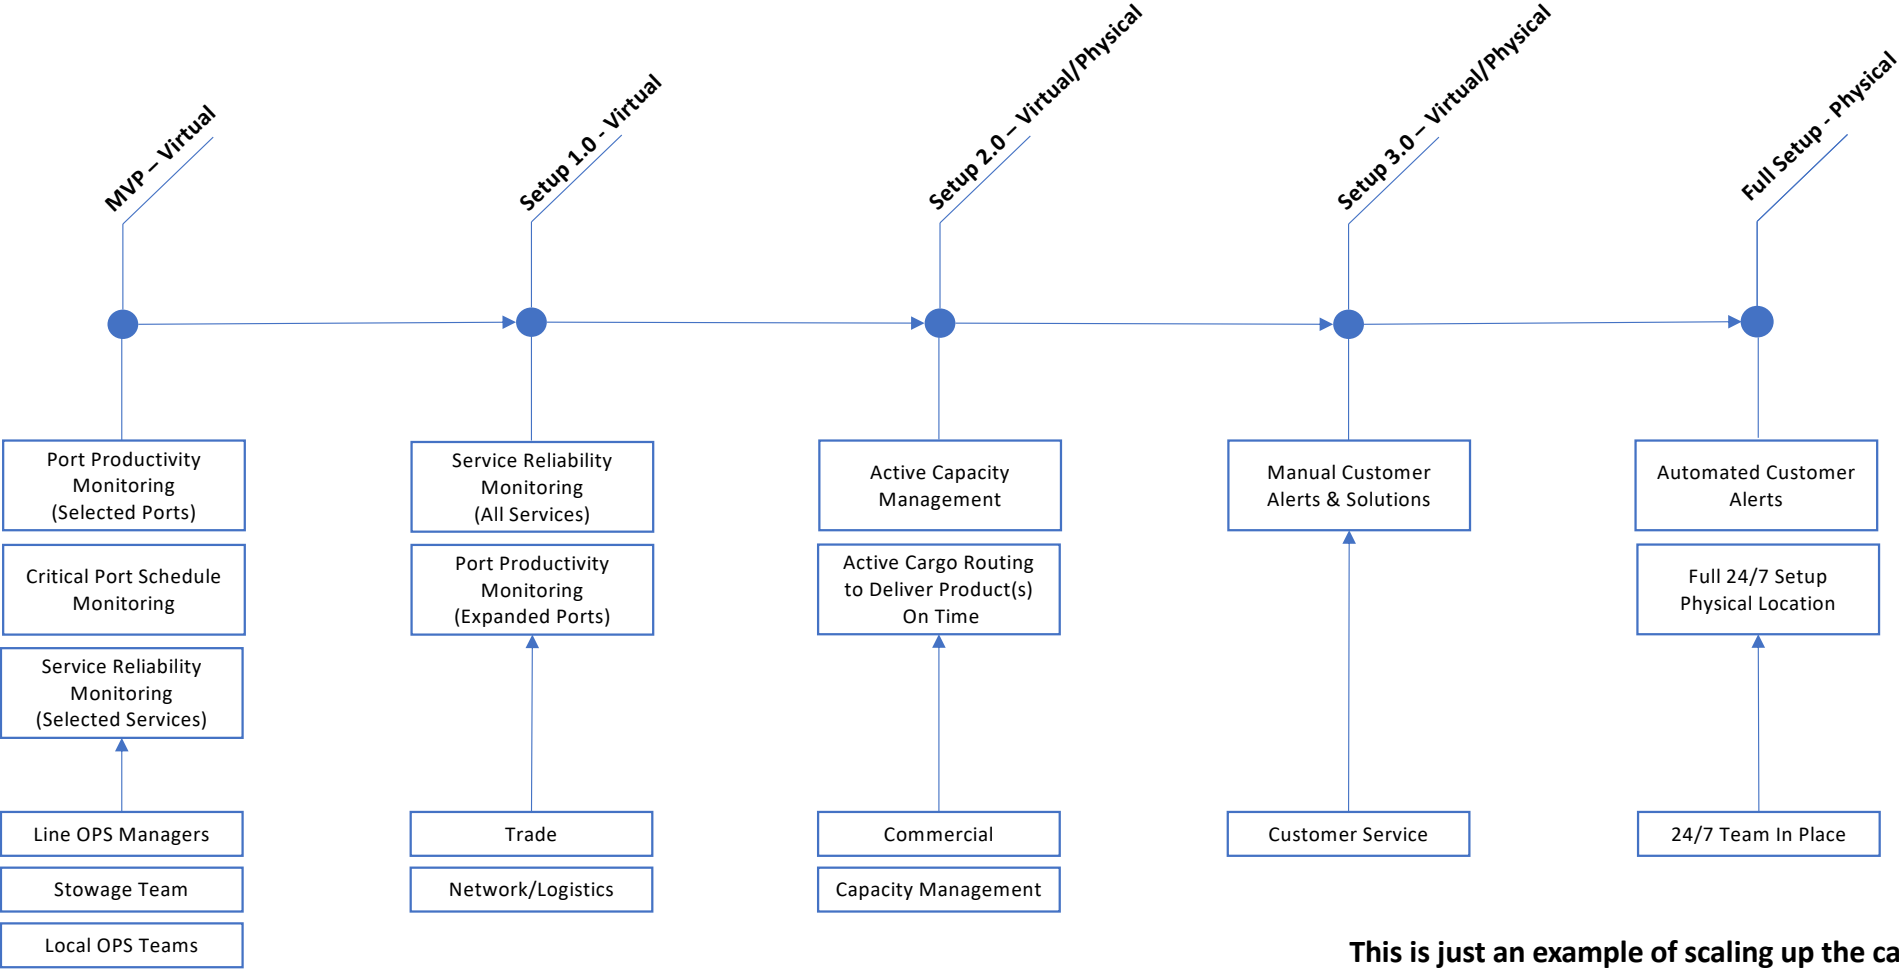 MVP – Virtual
Setup 1.0 - Virtual
Setup 2.0 – Virtual/Physical
Setup 3.0 – Virtual/Physical
Full Setup - Physical
Port Productivity
Monitoring
(Selected Ports)
Critical Port Schedule
Monitoring
Service Reliability
Monitoring
(Selected Services)
Line OPS Managers
Stowage Team
Local OPS Teams
Service Reliability
Monitoring
(All Services)
Port Productivity
Monitoring
(Expanded Ports)
Trade
Network/Logistics
Active Capacity
Management
Active Cargo Routing
to Deliver Product(s)
On Time
Commercial
Capacity Management
Manual Customer
Alerts & Solutions
Customer Service
Automated Customer
Alerts
Full 24/7 Setup
Physical Location
24/7 Team In Place
This is just an example of scaling up the